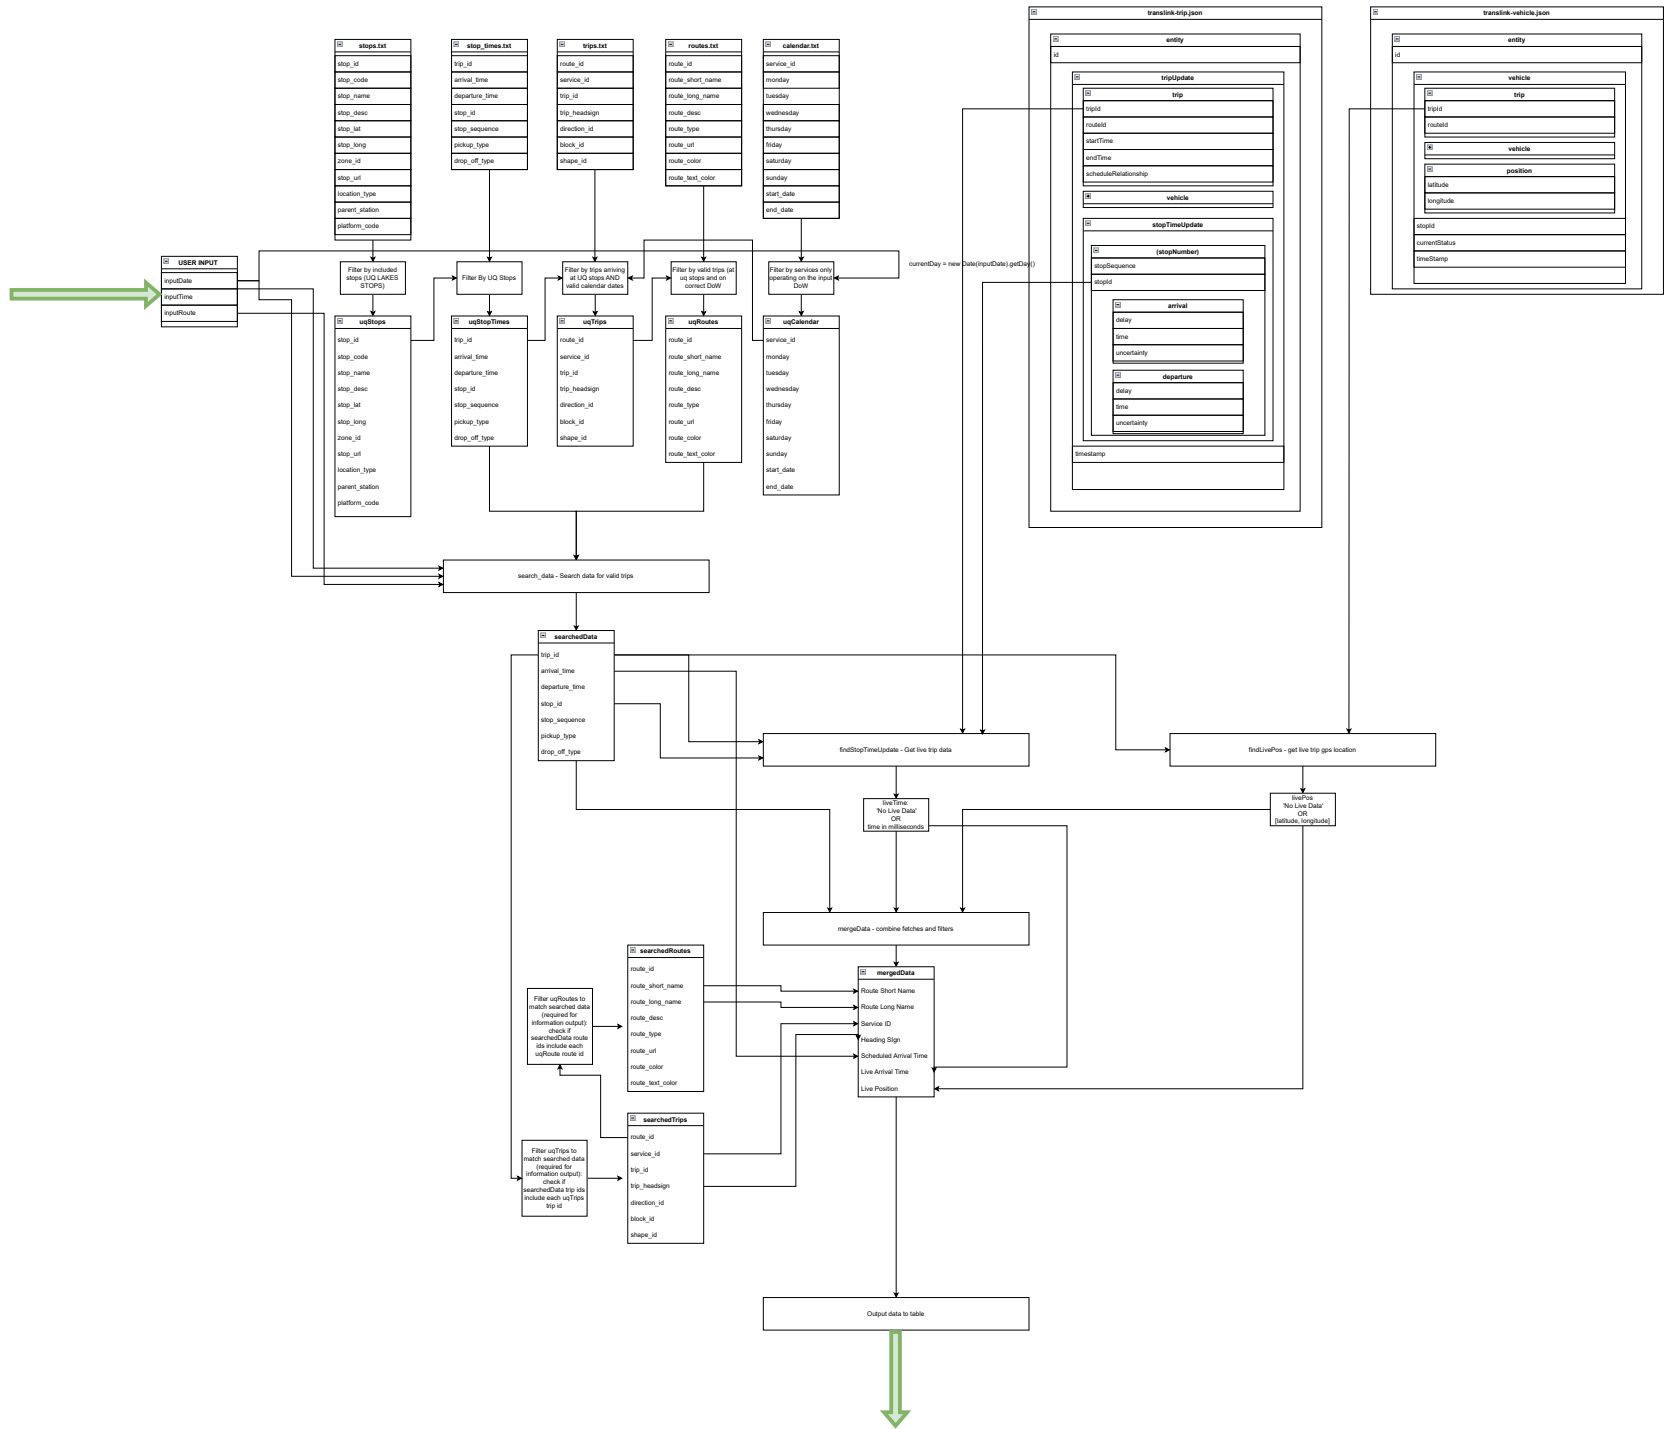 translink-trip.json
translink-vehicle.json
stops.txt
stop_id
stop_code
stop_name
stop_desc
stop_lat
stop_long
zone_id
stop_url
location_type
parent_station
platform_code
stop_times.txt
trip_id
arrival_time
departure_time
stop_id
stop_sequence
pickup_type
drop_off_type
trips.txt
route_id
service_id
trip_id
trip_headsign
direction_id
block_id
shape_id
routes.txt
route_id
route_short_name
route_long_name
route_desc
route_type
route_url
route_color
route_text_color
calendar.txt
service_id
monday
tuesday
wednesday
thursday
friday
saturday
sunday
start_date
end_date
entity
id
tripUpdate
trip
tripId
routeId
startTime
endTime
scheduleRelationship
vehicle
stopTimeUpdate
(stopNumber)
stopSequence
stopId
arrival
delay
time
uncertainty
departure
delay
time
uncertainty
timestamp
entity
id
vehicle
trip
tripId
routeId
vehicle
position
latitude
longitude
stopId
currentStatus
timeStamp
USER INPUT
inputDate
inputTime
inputRoute
Filter by included
stops (UQ LAKES
STOPS)
Filter By UQ Stops
Filter by trips arriving
at UQ stops AND
valid calendar dates
Filter by valid trips (at
uq stops and on
correct DoW)
Filter by services only
operating on the input
DoW
currentDay = new Date(inputDate).getDay()
uqStops
stop_id
stop_code
stop_name
stop_desc
stop_lat
stop_long
zone_id
stop_url
location_type
parent_station
platform_code
uqStopTimes
trip_id
arrival_time
departure_time
stop_id
stop_sequence
pickup_type
drop_off_type
uqTrips
route_id
service_id
trip_id
trip_headsign
direction_id
block_id
shape_id
uqRoutes
route_id
route_short_name
route_long_name
route_desc
route_type
route_url
route_color
route_text_color
uqCalendar
service_id
monday
tuesday
wednesday
thursday
friday
saturday
sunday
start_date
end_date
search_data - Search data for valid trips
searchedData
trip_id
arrival_time
departure_time
stop_id
stop_sequence
pickup_type
drop_off_type
findStopTimeUpdate - Get live trip data
findLivePos - get live trip gps location
liveTime:
'No Live Data'
OR
time in milliseconds
livePos
'No Live Data'
OR
[latitude, longitude]
mergeData - combine fetches and filters
searchedRoutes
route_id
route_short_name
route_long_name
route_desc
route_type
route_url
route_color
route_text_color
mergedData
Route Short Name
Route Long Name
Service ID
Heading SIgn
Scheduled Arrival Time
Live Arrival Time
Live Position
Filter uqRoutes to
match searched data
(required for
information output):
check if
searchedData route
ids include each
uqRoute route id
searchedTrips
route_id
service_id
trip_id
trip_headsign
direction_id
block_id
shape_id
Filter uqTrips to
match searched data
(required for
information output):
check if
searchedData trip ids
include each uqTrips
trip id
Output data to table